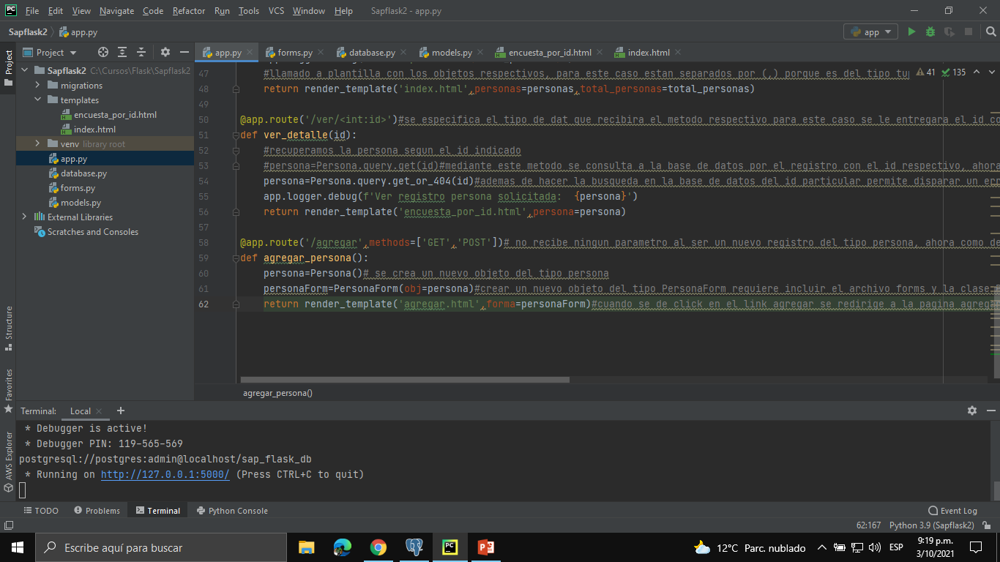 File Edit View Navigate Code Refactor Run Tools VCS Window Help Sapflask2 - app.py
Sapflask2 app.py app
Project
Project app.py forms.py database.py models.py encuesta_por_id.html index.html
Sapflask2 C:\Cursos\Flask\Sapflask2
migrations
templates
encuesta_por_id.html
index.html
venv library root
app.py
database.py
forms.py
models.py
External Libraries
Scratches and Consoles
41 135
47 #llamado a plantilla con los objetos respectivos, para este caso estan separados por (,) porque es del tipo tup
48 return render_template('index.html',personas=personas,total_personas=total_personas)
49
50 @app.route('/ver/<int:id>')#se especifica el tipo de dat que recibira el metodo respectivo para este caso se le entregara el id co
51 def ver_detalle(id):
52 #recuperamos la persona segun el id indicado
53 #persona=Persona.query.get(id)#mediante este metodo se consulta a la base de datos por el registro con el id respectivo, ahora
54 persona=Persona.query.get_or_404(id)#ademas de hacer la busqueda en la base de datos del id particular permite disparar un err
55 app.logger.debug(f'Ver registro persona solicitada:  {persona}')
56 return render_template('encuesta_por_id.html',persona=persona)
57
58 @app.route('/agregar',methods=['GET','POST'])# no recibe ningun parametro al ser un nuevo registro del tipo persona, ahora como de
59 def agregar_persona():
60 persona=Persona()# se crea un nuevo objeto del tipo persona
61 personaForm=PersonaForm(obj=persona)#crear un nuevo objeto del tipo PersonaForm requiere incluir el archivo forms y la clase
62 return render_template('agregar.html',forma=personaForm)#cuando se de click en el link agregar se redirige a la pagina agrega
agregar_persona()
Structure
Favorites
AWS Explorer
Terminal: Local
* Debugger is active!
* Debugger PIN: 119-565-569
postgresql://postgres:admin@localhost/sap_flask_db
* Running on http://127.0.0.1:5000/ (Press CTRL+C to quit)
TODO Problems Terminal Python Console Event Log
62:167 Python 3.9 (Sapflask2)
Escribe aquí para buscar
12°C Parc. nublado ESP
9:19 p.m.
3/10/2021